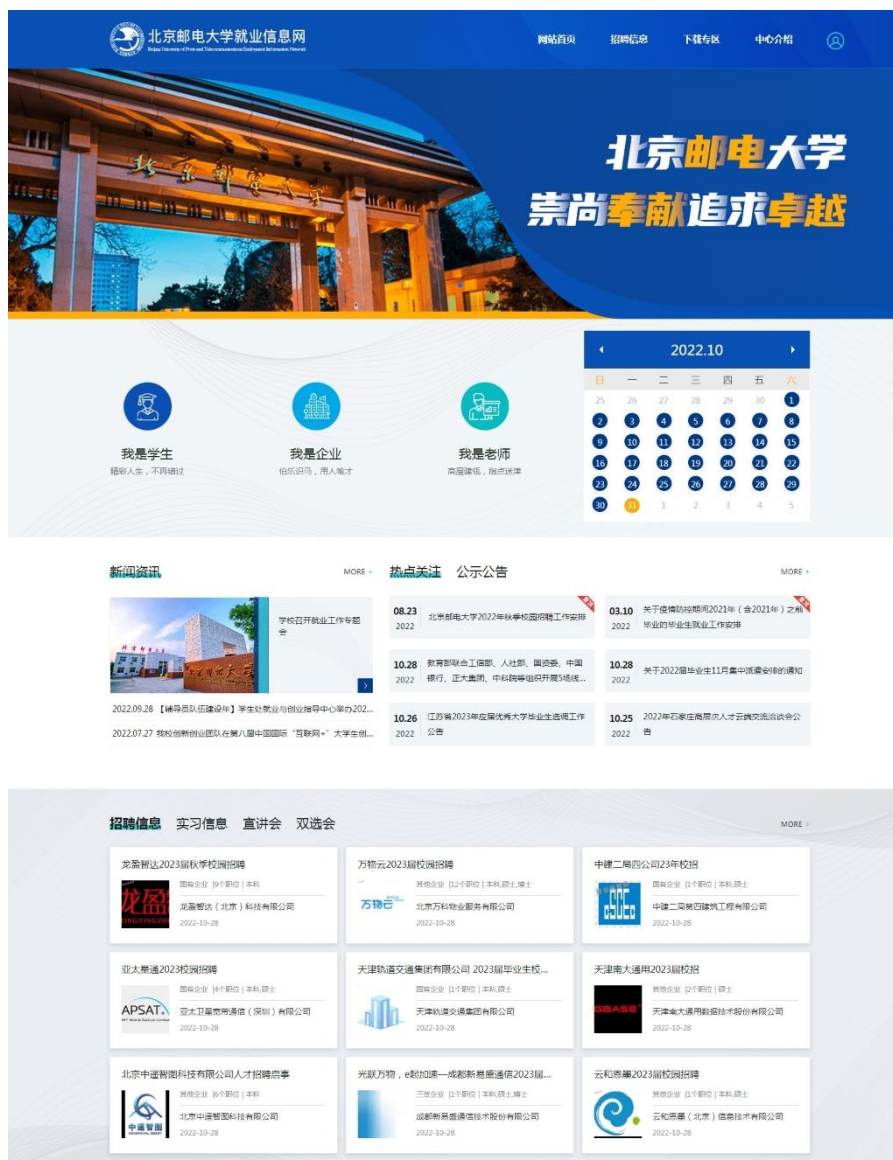 北京邮电大学就业信息网
网站首页 招聘信息 下载专区 中心介绍
北京邮电大学
北京邮电大学
崇尚奉献追求卓越
2022.10
日 一 二 三 四 五 六
25 26 27 28 29 30 1
2 3 4 5 6 7 8
9 10 11 12 13 14 15
16 17 18 19 20 21 22
23 24 25 26 27 28 29
30 31 1 2 3 4 5
我是学生 我是企业 我是老师
精彩人生，不再错过 伯乐识马，用人唯才 高屋建瓴，指点迷津
新闻资讯 MORE +
学校召开就业工作专题
会
2022.09.28 【辅导员队伍建设年】学生处就业与创业指导中心举办202...
2022.07.27 我校创新创业团队在第八届中国国际“互联网+”大学生创...
热点关注 公示公告 MORE +
08.23
2022
北京邮电大学2022年秋季校园招聘工作安排
03.10
2022
关于疫情防控期间2021年（含2021年）之前
毕业的毕业生就业工作安排
10.28
2022
教育部联合工信部、人社部、国资委、中国
银行、正大集团、中科院等组织开展5场线...
10.28
2022
关于2022届毕业生11月集中派遣安排的通知
10.26
2022
江苏省2023年应届优秀大学毕业生选调工作
公告
10.25
2022
2022年石家庄高层次人才云端交流洽谈会公
告
招聘信息 实习信息 宣讲会 双选会 MORE +
龙盈智达2023届秋季校园招聘
国有企业 |9个职位 | 本科
龙盈智达（北京）科技有限公司
2022-10-28
万物云2023届校园招聘
其他企业 |12个职位 | 本科,硕士,博士
万物云
北京万科物业服务有限公司
2022-10-28
中建二局四公司23年校招
国有企业 |1个职位 | 本科,硕士
中建二局第四建筑工程有限公司
2022-10-28
亚太星通2023校园招聘
国有企业 |4个职位 | 本科,硕士
APSAT
亚太卫星宽带通信（深圳）有限公司
2022-10-28
天津轨道交通集团有限公司 2023届毕业生校...
国有企业 |1个职位 | 本科,硕士
天津轨道交通集团有限公司
2022-10-28
天津南大通用2023届校招
其他企业 |2个职位 | 硕士
GBASE
天津南大通用数据技术股份有限公司
2022-10-28
北京中遥智图科技有限公司人才招聘启事
其他企业 |6个职位 | 本科,硕士
中遥智图
北京中遥智图科技有限公司
2022-10-28
光联万物，e起加速—成都新易盛通信2023届...
三资企业 |1个职位 | 本科,硕士,博士
成都新易盛通信技术股份有限公司
2022-10-28
云和恩墨2023届校园招聘
其他企业 |1个职位 | 本科,硕士
云和恩墨（北京）信息技术有限公司
2022-10-28